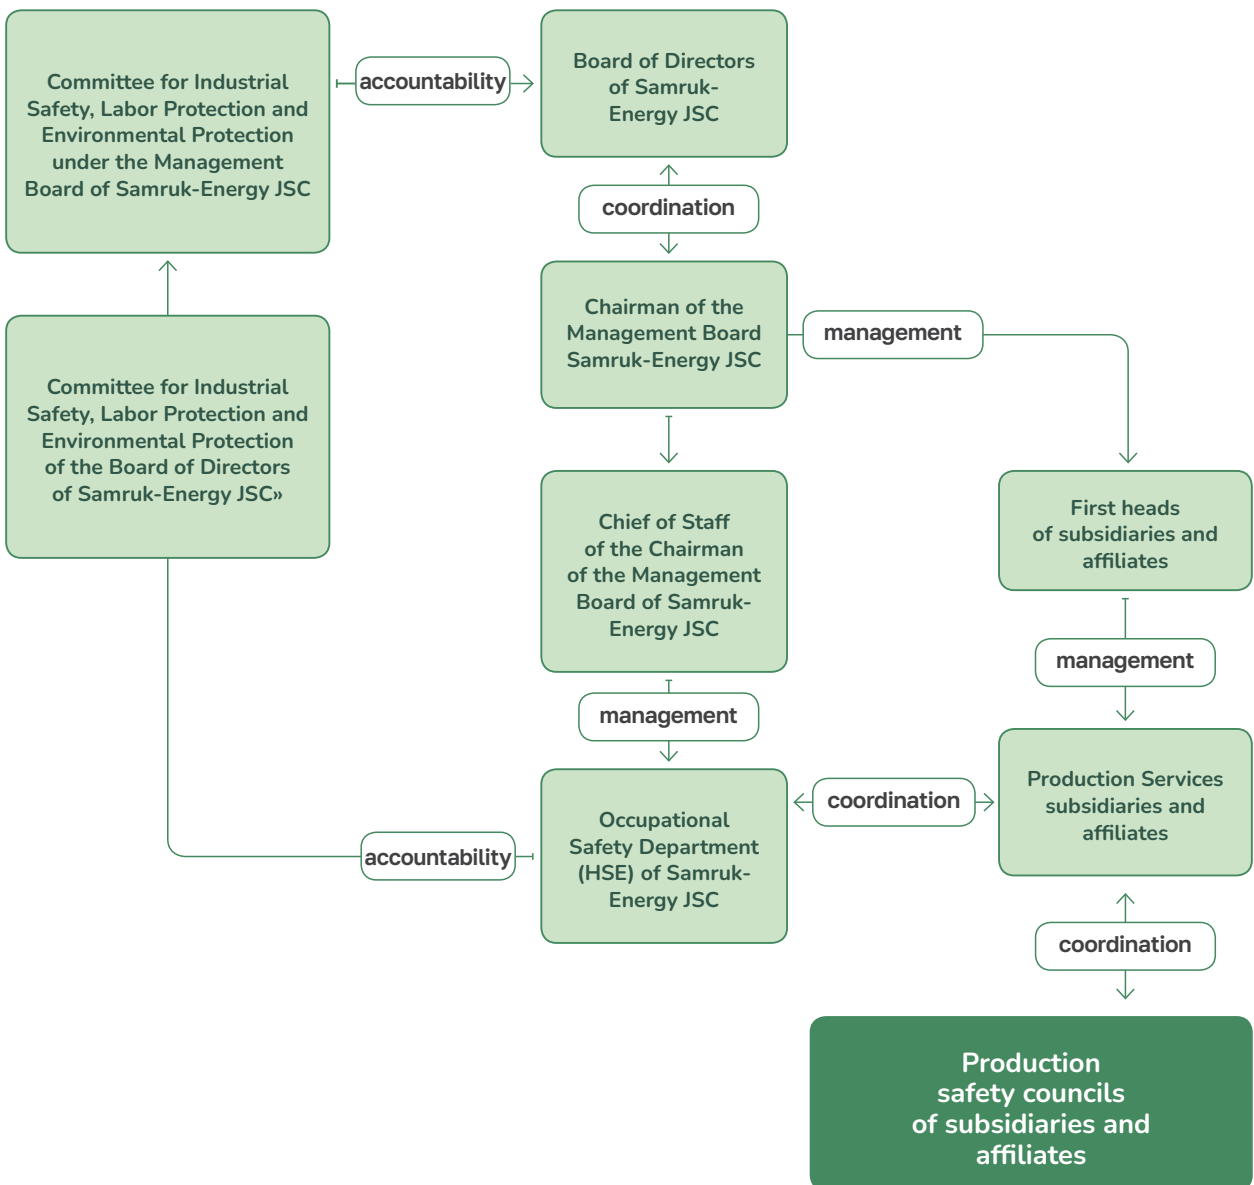 Committee for Industrial
Safety, Labor Protection and
Environmental Protection
under the Management
Board of Samruk-Energy JSC
accountability
Board of Directors
of Samruk-
Energy JSC
coordination
Chairman of the
Management Board
Samruk-Energy JSC
management
Committee for Industrial
Safety, Labor Protection and
Environmental Protection
of the Board of Directors
of Samruk-Energy JSC»
Chief of Staff
of the Chairman
of the Management
Board of Samruk-
Energy JSC
First heads
of subsidiaries and
affiliates
management
management
Occupational
Safety Department
(HSE) of Samruk-
Energy JSC
accountability
coordination
Production Services
subsidiaries and
affiliates
coordination
Production
safety councils
of subsidiaries and
affiliates